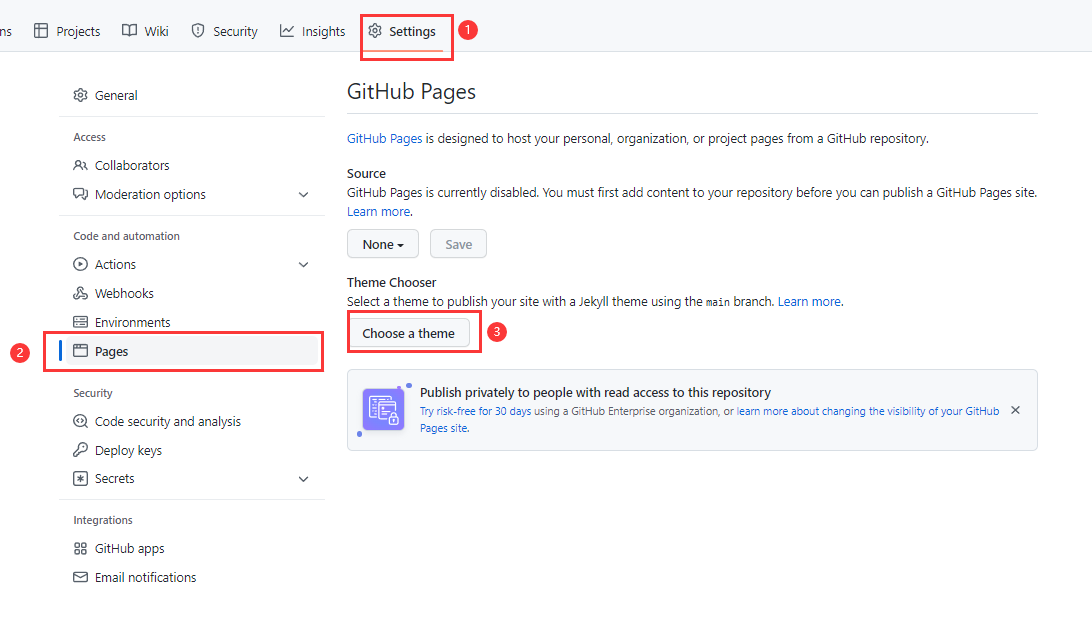 ns Projects Wiki Security Insights Settings 1
General
Access
Collaborators
Moderation options
Code and automation
Actions
Webhooks
Environments
2 Pages
Security
Code security and analysis
Deploy keys
Secrets
Integrations
GitHub apps
Email notifications
GitHub Pages
GitHub Pages is designed to host your personal, organization, or project pages from a GitHub repository.
Source
GitHub Pages is currently disabled. You must first add content to your repository before you can publish a GitHub Pages site.
Learn more.
None Save
Theme Chooser
Select a theme to publish your site with a Jekyll theme using the main branch. Learn more.
Choose a theme 3
Publish privately to people with read access to this repository
Try risk-free for 30 days using a GitHub Enterprise organization, or learn more about changing the visibility of your GitHub
Pages site.